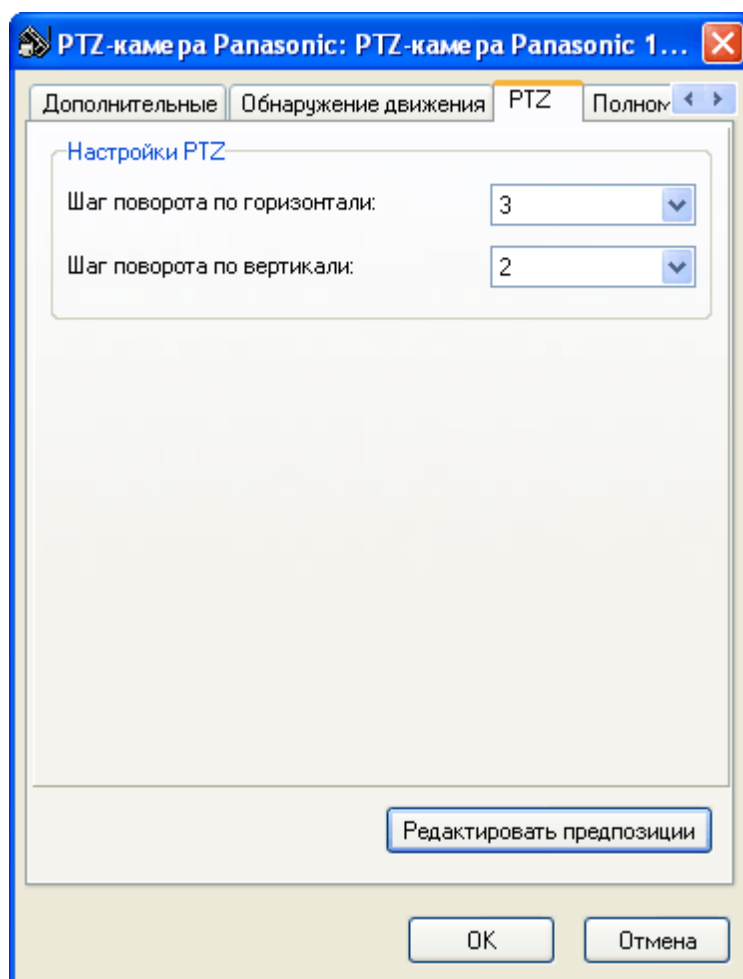 PTZ-камера Panasonic: PTZ-камера Panasonic 1...
Дополнительные Обнаружение движения PTZ Полном
Настройки PTZ
Шаг поворота по горизонтали: 3
Шаг поворота по вертикали: 2
Редактировать предпозиции
OK Отмена